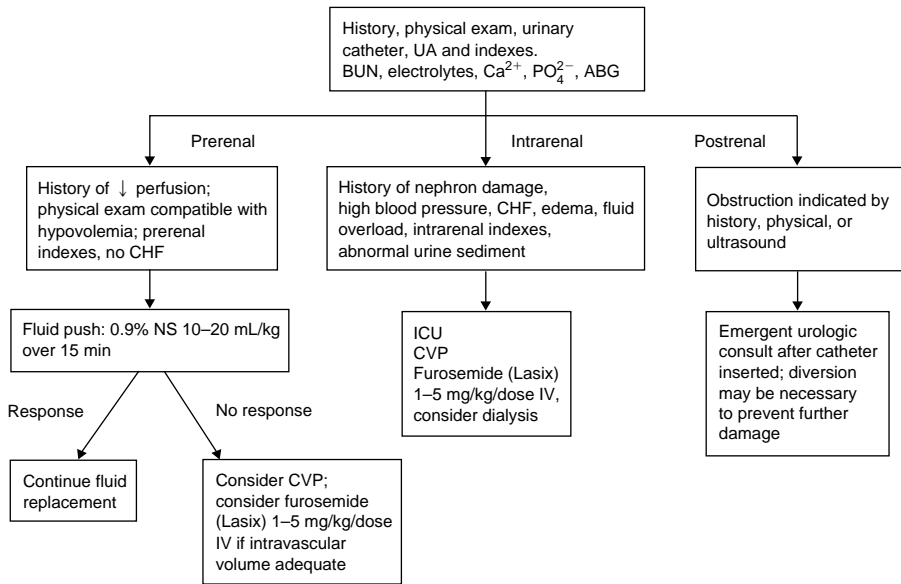 History, physical exam, urinary
catheter, UA and indexes.
BUN, electrolytes, Ca²⁺, PO₄²⁻, ABG
Prerenal
Intrarenal
Postrenal
History of ↓ perfusion;
physical exam compatible with
hypovolemia; prerenal
indexes, no CHF
History of nephron damage,
high blood pressure, CHF, edema, fluid
overload, intrarenal indexes,
abnormal urine sediment
Obstruction indicated by
history, physical, or
ultrasound
Fluid push: 0.9% NS 10–20 mL/kg
over 15 min
ICU
CVP
Furosemide (Lasix)
1–5 mg/kg/dose IV,
consider dialysis
Emergent urologic
consult after catheter
inserted; diversion
may be necessary
to prevent further
damage
Response
No response
Continue fluid
replacement
Consider CVP;
consider furosemide
(Lasix) 1–5 mg/kg/dose
IV if intravascular
volume adequate